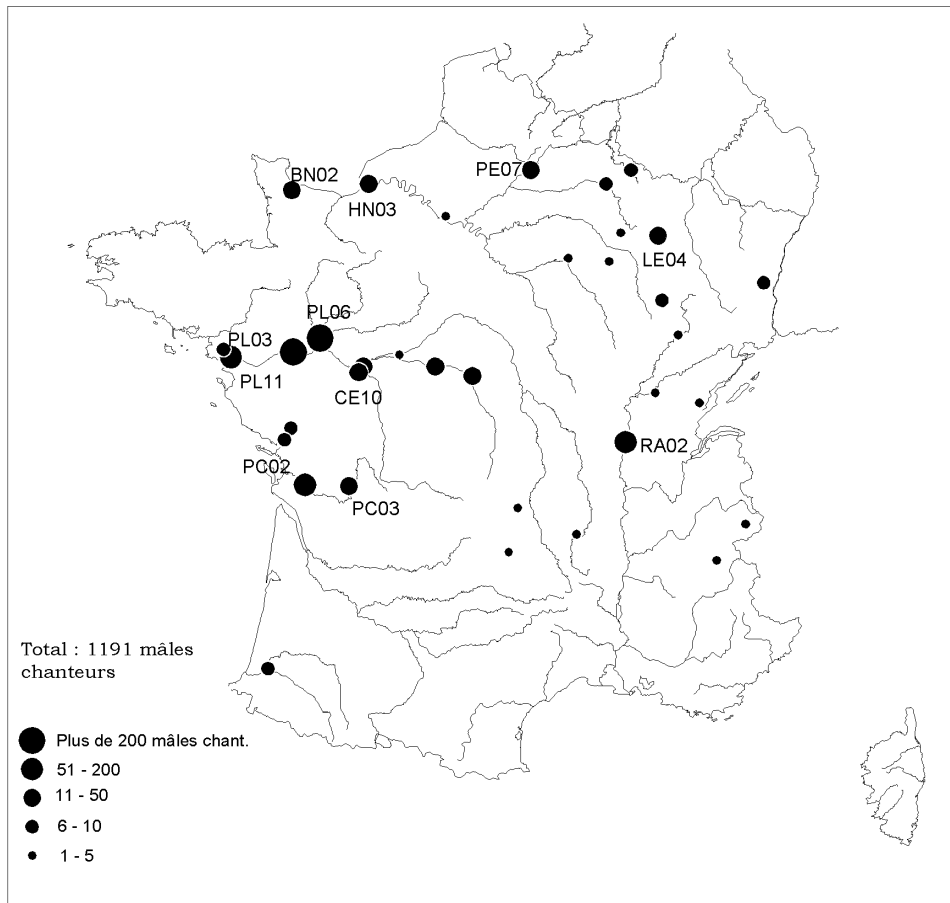 PE07
BN02
HN03
LE04
PL06
PL03
PL11
CE10
RA02
PC02
PC03
Total : 1191 mâles
chanteurs
Plus de 200 mâles chant.
51 - 200
11 - 50
6 - 10
1 - 5